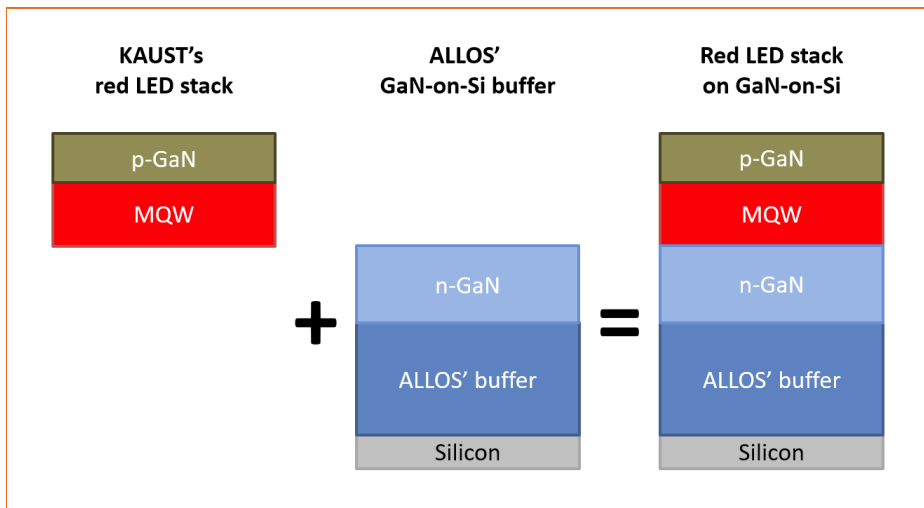 KAUST's
red LED stack
ALLOS'
GaN-on-Si buffer
Red LED stack
on GaN-on-Si
p-GaN
MQW
+
n-GaN
ALLOS' buffer
Silicon
=
p-GaN
MQW
n-GaN
ALLOS' buffer
Silicon